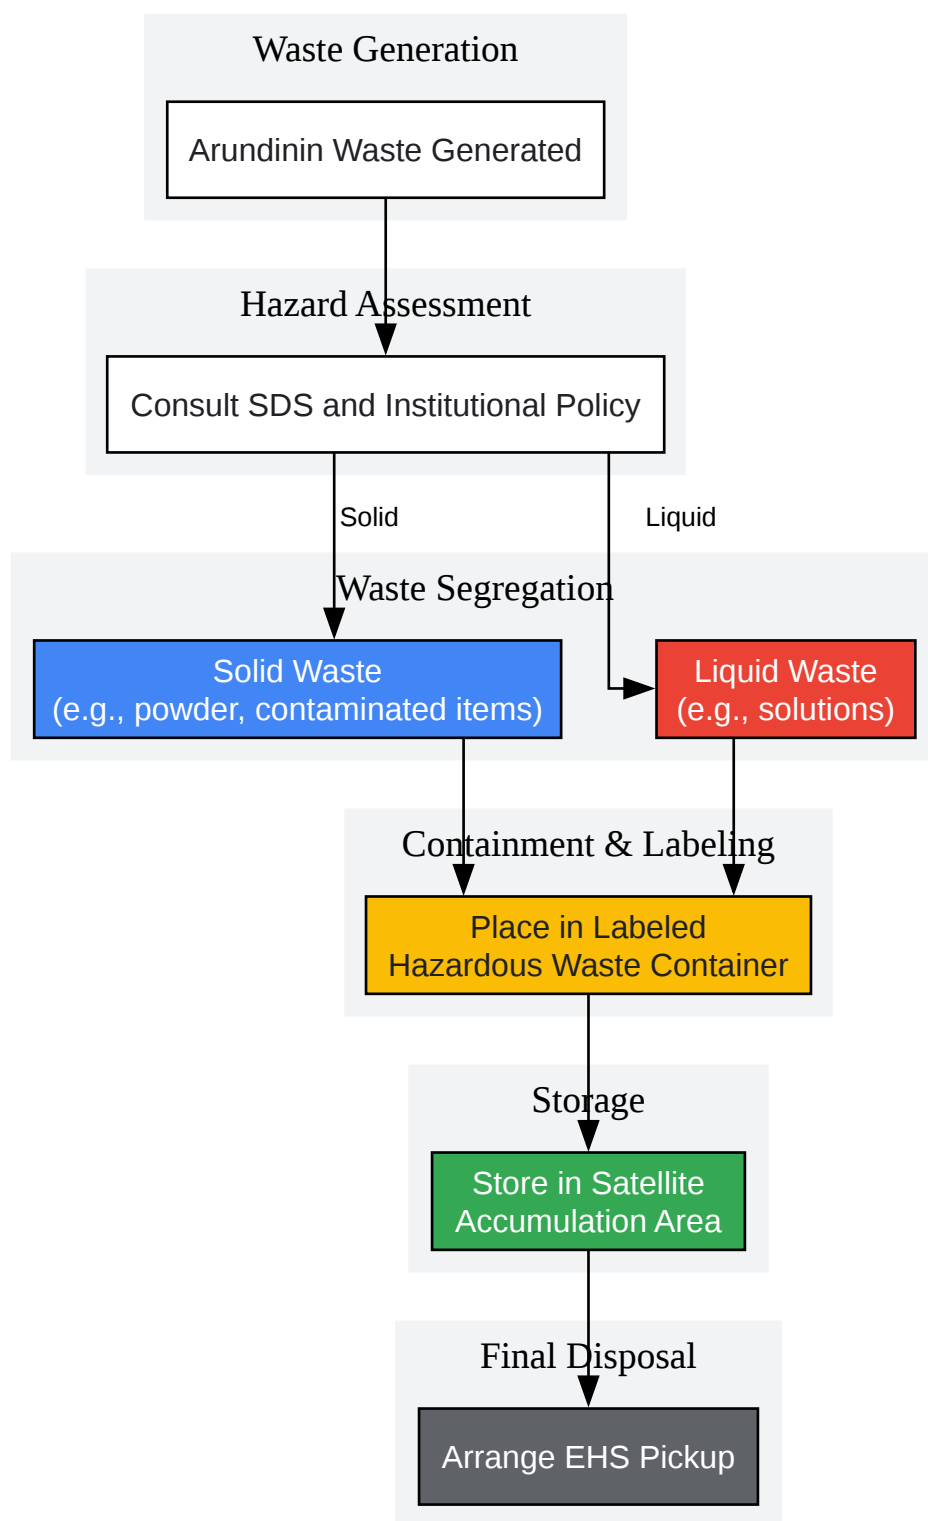 Waste Generation
Arundinin Waste Generated
Hazard Assessment
Consult SDS and Institutional Policy
Solid
Liquid
Waste Segregation
Solid Waste
(e.g., powder, contaminated items)
Liquid Waste
(e.g., solutions)
Containment & Labeling
Place in Labeled
Hazardous Waste Container
Storage
Store in Satellite
Accumulation Area
Final Disposal
Arrange EHS Pickup